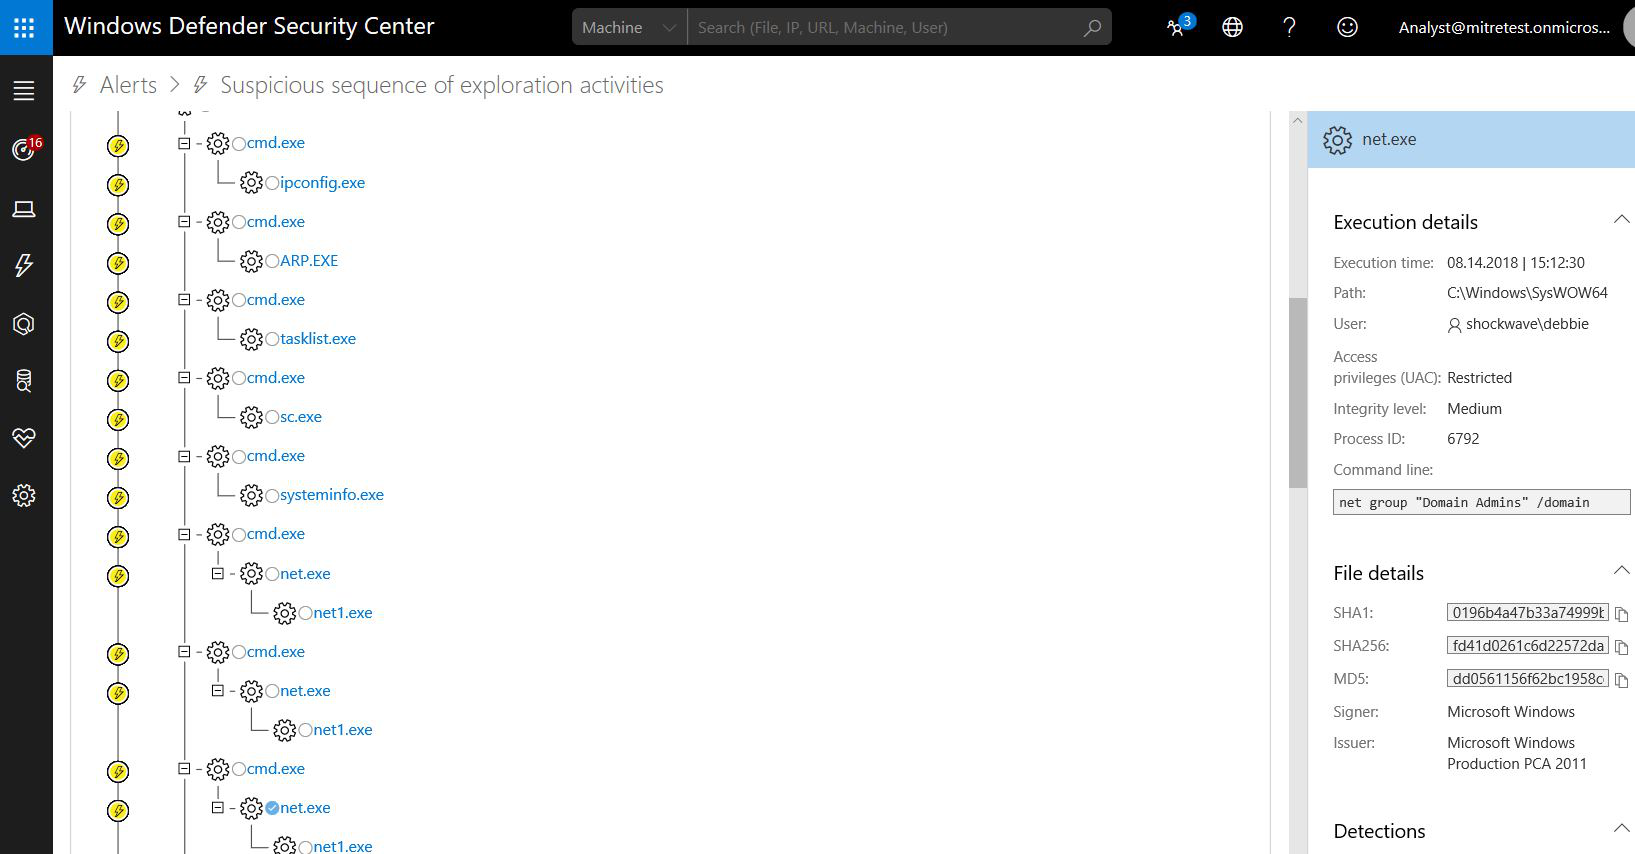 Windows Defender Security Center
Machine
Search (File, IP, URL, Machine, User)
3
Analyst@mitretest.onmicros...
Alerts > Suspicious sequence of exploration activities
16
cmd.exe
ipconfig.exe
cmd.exe
ARP.EXE
cmd.exe
tasklist.exe
cmd.exe
sc.exe
cmd.exe
systeminfo.exe
cmd.exe
net.exe
net1.exe
cmd.exe
net.exe
net1.exe
cmd.exe
net.exe
net1.exe
net.exe
Execution details
Execution time: 08.14.2018 | 15:12:30
Path: C:\Windows\SysWOW64
User: shockwave\debbie
Access
privileges (UAC): Restricted
Integrity level: Medium
Process ID: 6792
Command line:
net group "Domain Admins" /domain
File details
SHA1: 0196b4a47b33a74999b
SHA256: fd41d0261c6d22572da
MD5: dd0561156f62bc1958c
Signer: Microsoft Windows
Issuer: Microsoft Windows
Production PCA 2011
Detections